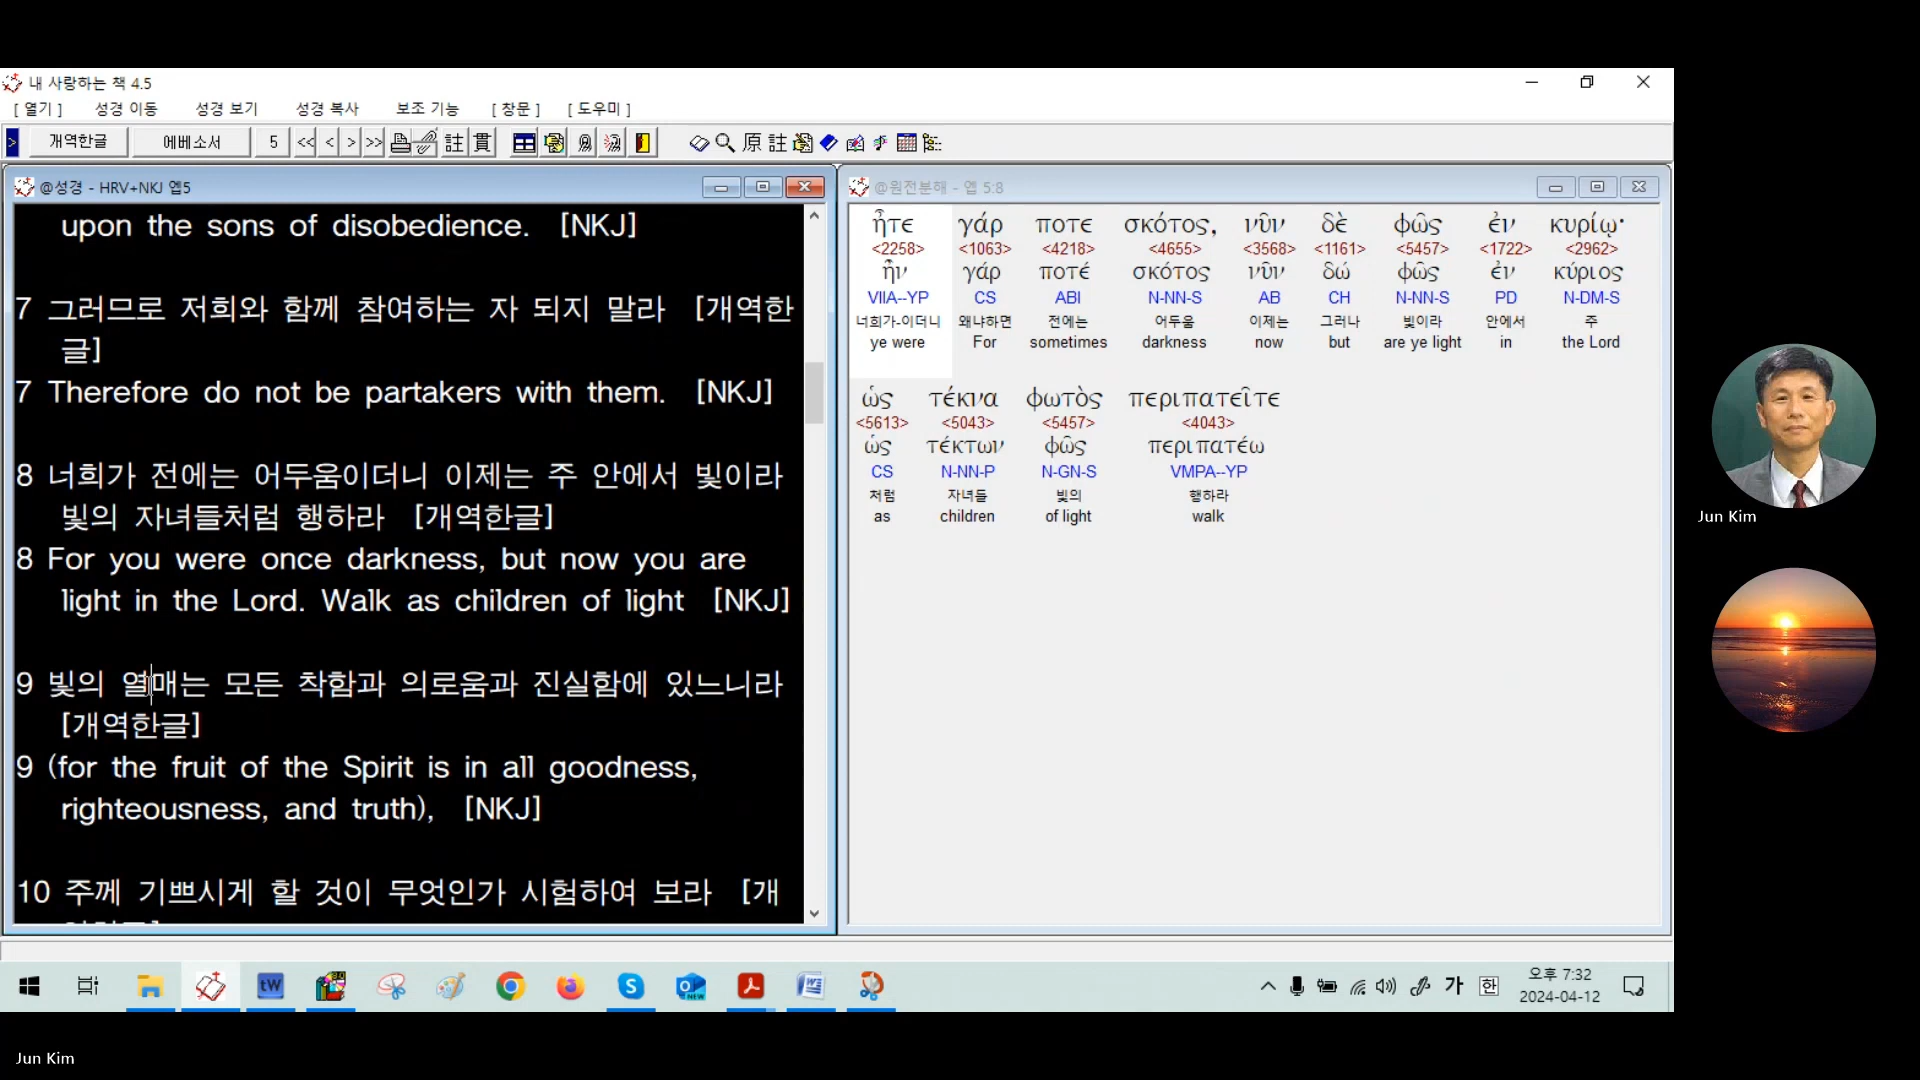 내 사랑하는 책 4.5
[ 열기 ] 성경 이동 성경 보기 성경 복사 보조 기능 [ 창문 ] [ 도우미 ]
개역한글 에베소서 5 << < > >> 註 貫 原 註
@성경 - HRV+NKJ 엡5
upon the sons of disobedience. [NKJ]
7 그러므로 저희와 함께 참여하는 자 되지 말라 [개역한
글]
7 Therefore do not be partakers with them. [NKJ]
8 너희가 전에는 어두움이더니 이제는 주 안에서 빛이라
빛의 자녀들처럼 행하라 [개역한글]
8 For you were once darkness, but now you are
light in the Lord. Walk as children of light [NKJ]
9 빛의 열매는 모든 착함과 의로움과 진실함에 있느니라
[개역한글]
9 (for the fruit of the Spirit is in all goodness,
righteousness, and truth), [NKJ]
10 주께 기쁘시게 할 것이 무엇인가 시험하여 보라 [개
@원전분해 - 엡 5:8
ἦτε γάρ ποτε σκότος, νῦν δὲ φῶς ἐν κυρίῳ·
<2258> <1063> <4218> <4655> <3568> <1161> <5457> <1722> <2962>
ἦν γάρ ποτέ σκότος νῦν δώ φῶς ἐν κύριος
VIIA--YP CS ABI N-NN-S AB CH N-NN-S PD N-DM-S
너희가-이더니 왜냐하면 전에는 어두움 이제는 그러나 빛이라 안에서 주
ye were For sometimes darkness now but are ye light in the Lord
ὡς τέκνα φωτὸς περιπατεῖτε
<5613> <5043> <5457> <4043>
ὡς τέκτων φῶς περιπατέω
CS N-NN-P N-GN-S VMPA--YP
처럼 자녀들 빛의 행하라
as children of light walk
Jun Kim
가 한 오후 7:32
2024-04-12
Jun Kim